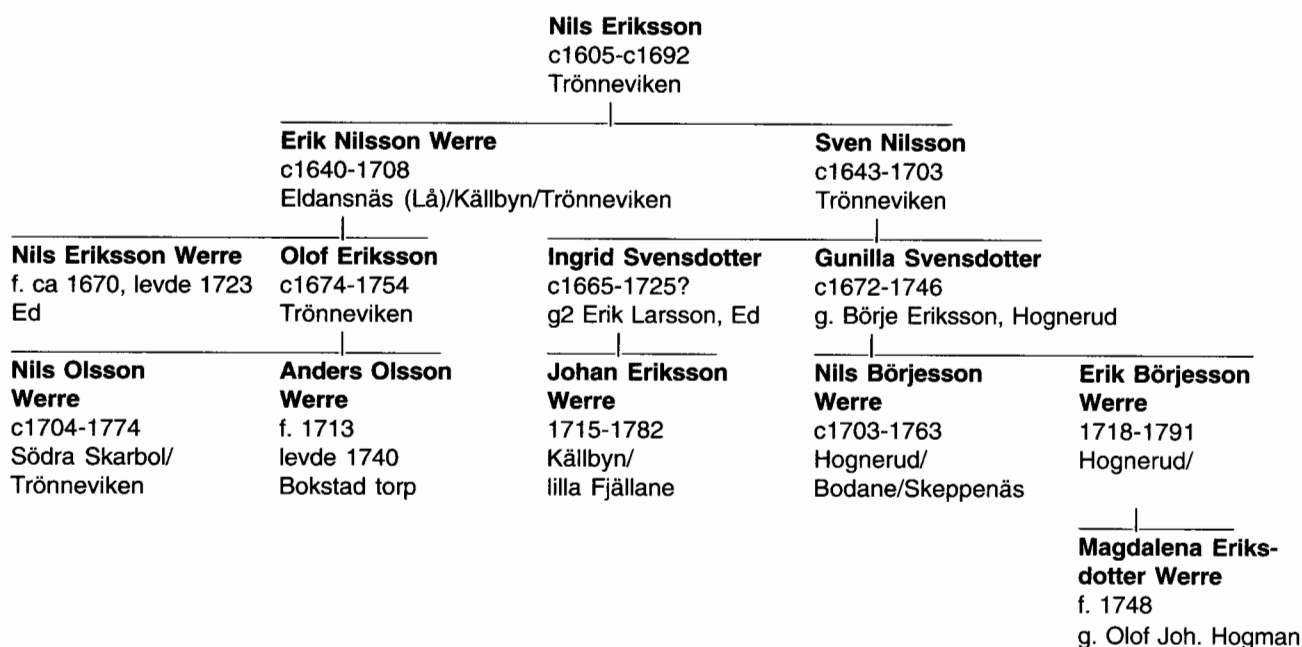 Nils Eriksson
c1605-c1692
Trönneviken
Erik Nilsson Werre
c1640-1708
Eldansnäs (Lå)/Källbyn/Trönneviken
Sven Nilsson
c1643-1703
Trönneviken
Nils Eriksson Werre
f. ca 1670, levde 1723
Ed
Olof Eriksson
c1674-1754
Trönneviken
Ingrid Svensdotter
c1665-1725?
g2 Erik Larsson, Ed
Gunilla Svensdotter
c1672-1746
g. Börje Eriksson, Hognerud
Nils Olsson
Werre
c1704-1774
Södra Skarbol/
Trönneviken
Anders Olsson
Werre
f. 1713
levde 1740
Bokstad torp
Johan Eriksson
Werre
1715-1782
Källbyn/
lilla Fjällane
Nils Börjesson
Werre
c1703-1763
Hognerud/
Bodane/Skeppenäs
Erik Börjesson
Werre
1718-1791
Hognerud/
Magdalena Eriks-
dotter Werre
f. 1748
g. Olof Joh. Hogman